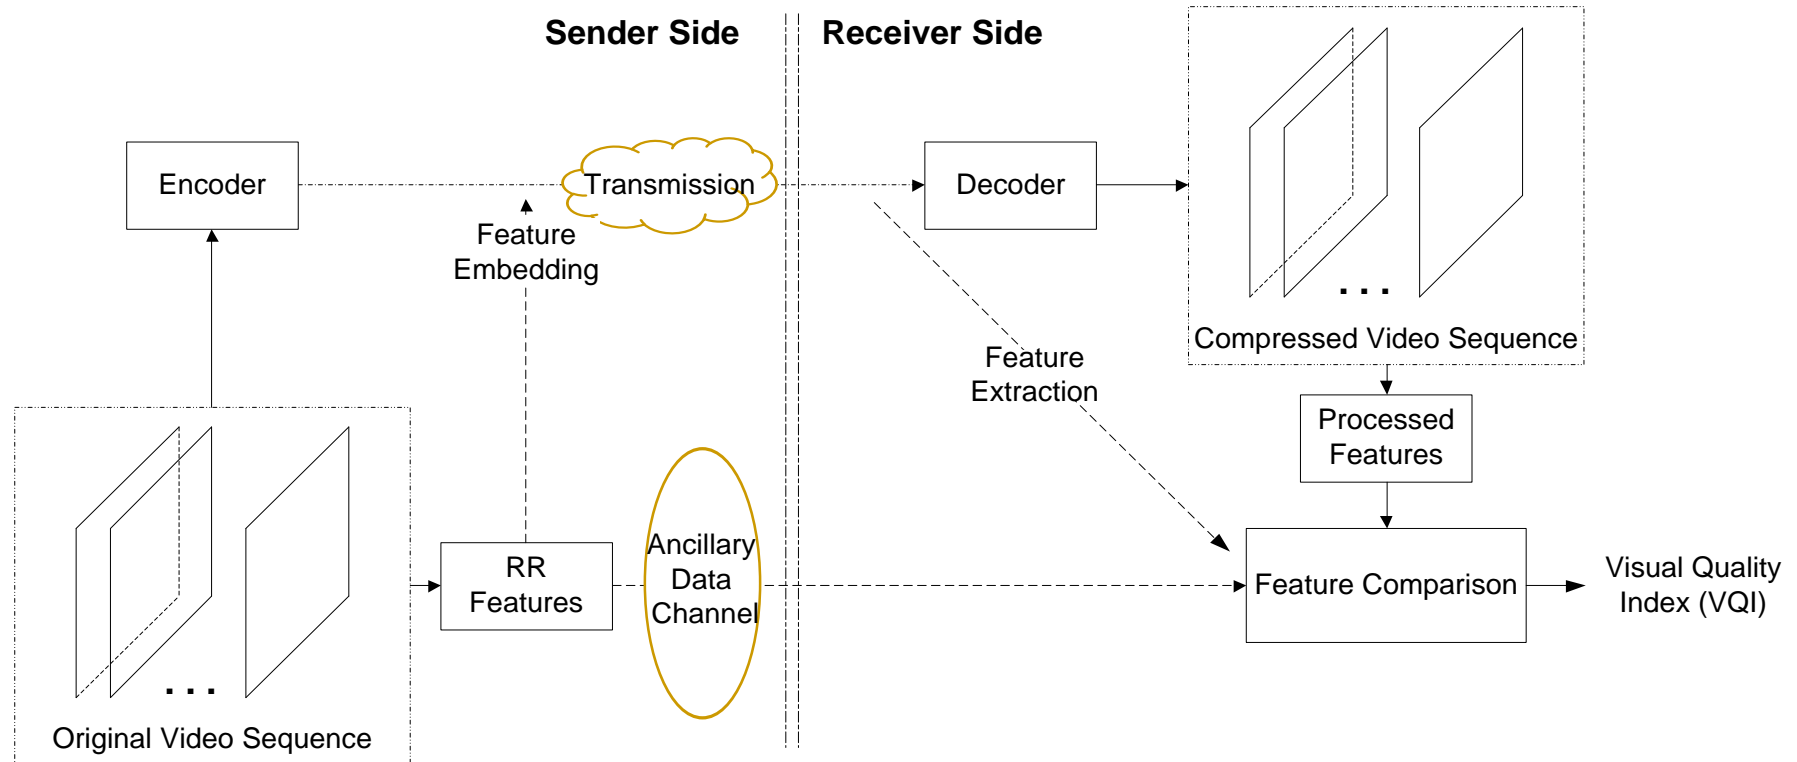 Sender Side
Receiver Side
Encoder
Transmission
Decoder
Feature
Embedding
. . .
Compressed Video Sequence
Feature
Extraction
Processed
Features
Ancillary
Data
Channel
RR
Features
Feature Comparison
Visual Quality
Index (VQI)
. . .
Original Video Sequence